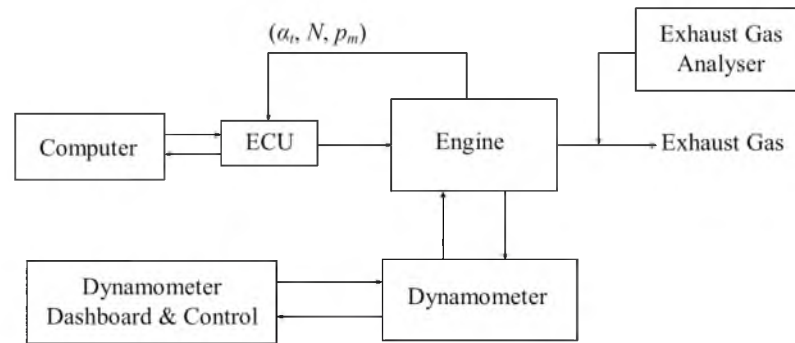 (αt, N, pm)
Exhaust Gas
Analyser
Computer
ECU
Engine
Exhaust Gas
Dynamometer
Dashboard & Control
Dynamometer